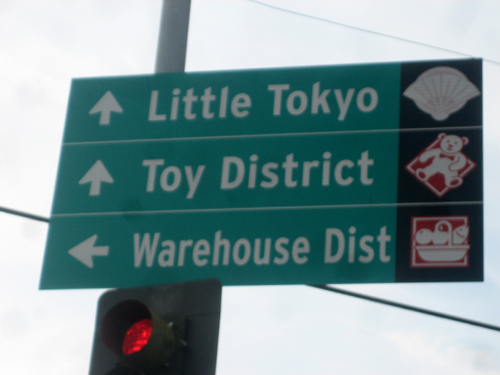 Little Tokyo
Toy District
Warehouse Dist